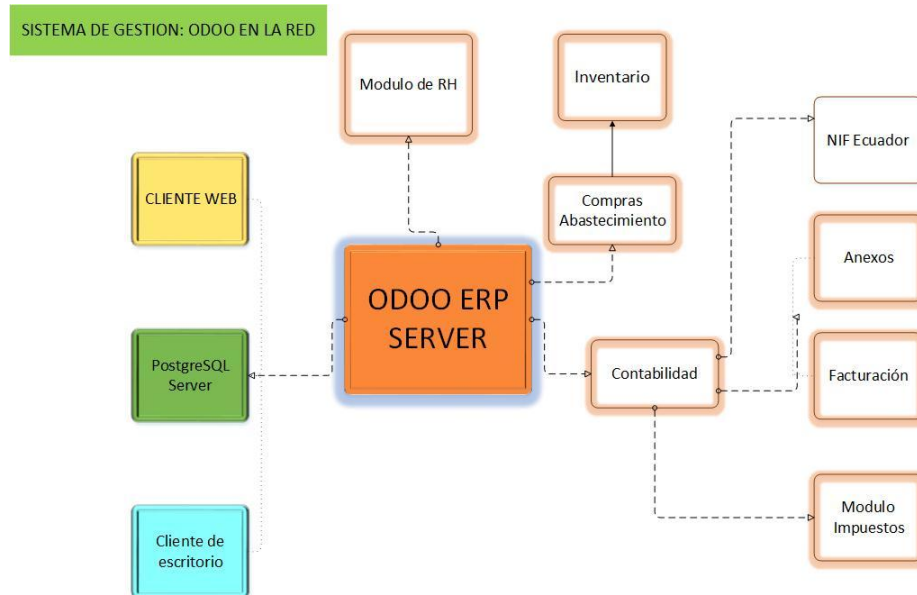 SISTEMA DE GESTION: ODOO EN LA RED
Modulo de RH
Inventario
NIF Ecuador
CLIENTE WEB
Compras
Abastecimiento
Anexos
ODOO ERP
SERVER
PostgreSQL
Server
Contabilidad
Facturación
Cliente de
escritorio
Modulo
Impuestos